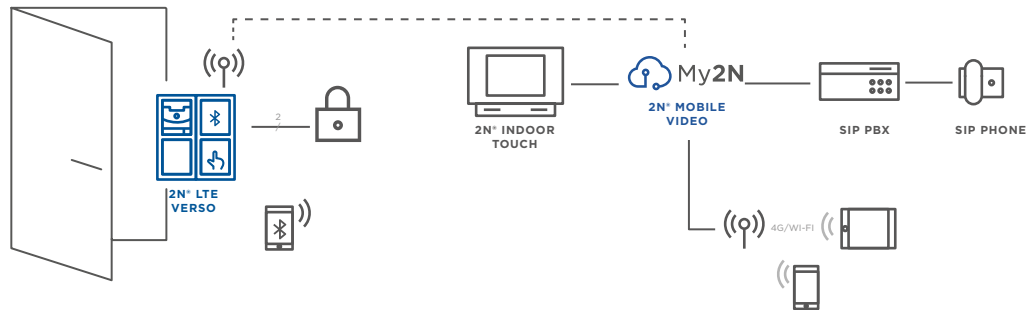 My2N
2
2N® MOBILE
VIDEO
2N® INDOOR
TOUCH
SIP PBX
SIP PHONE
2N® LTE
VERSO
4G/WI-FI